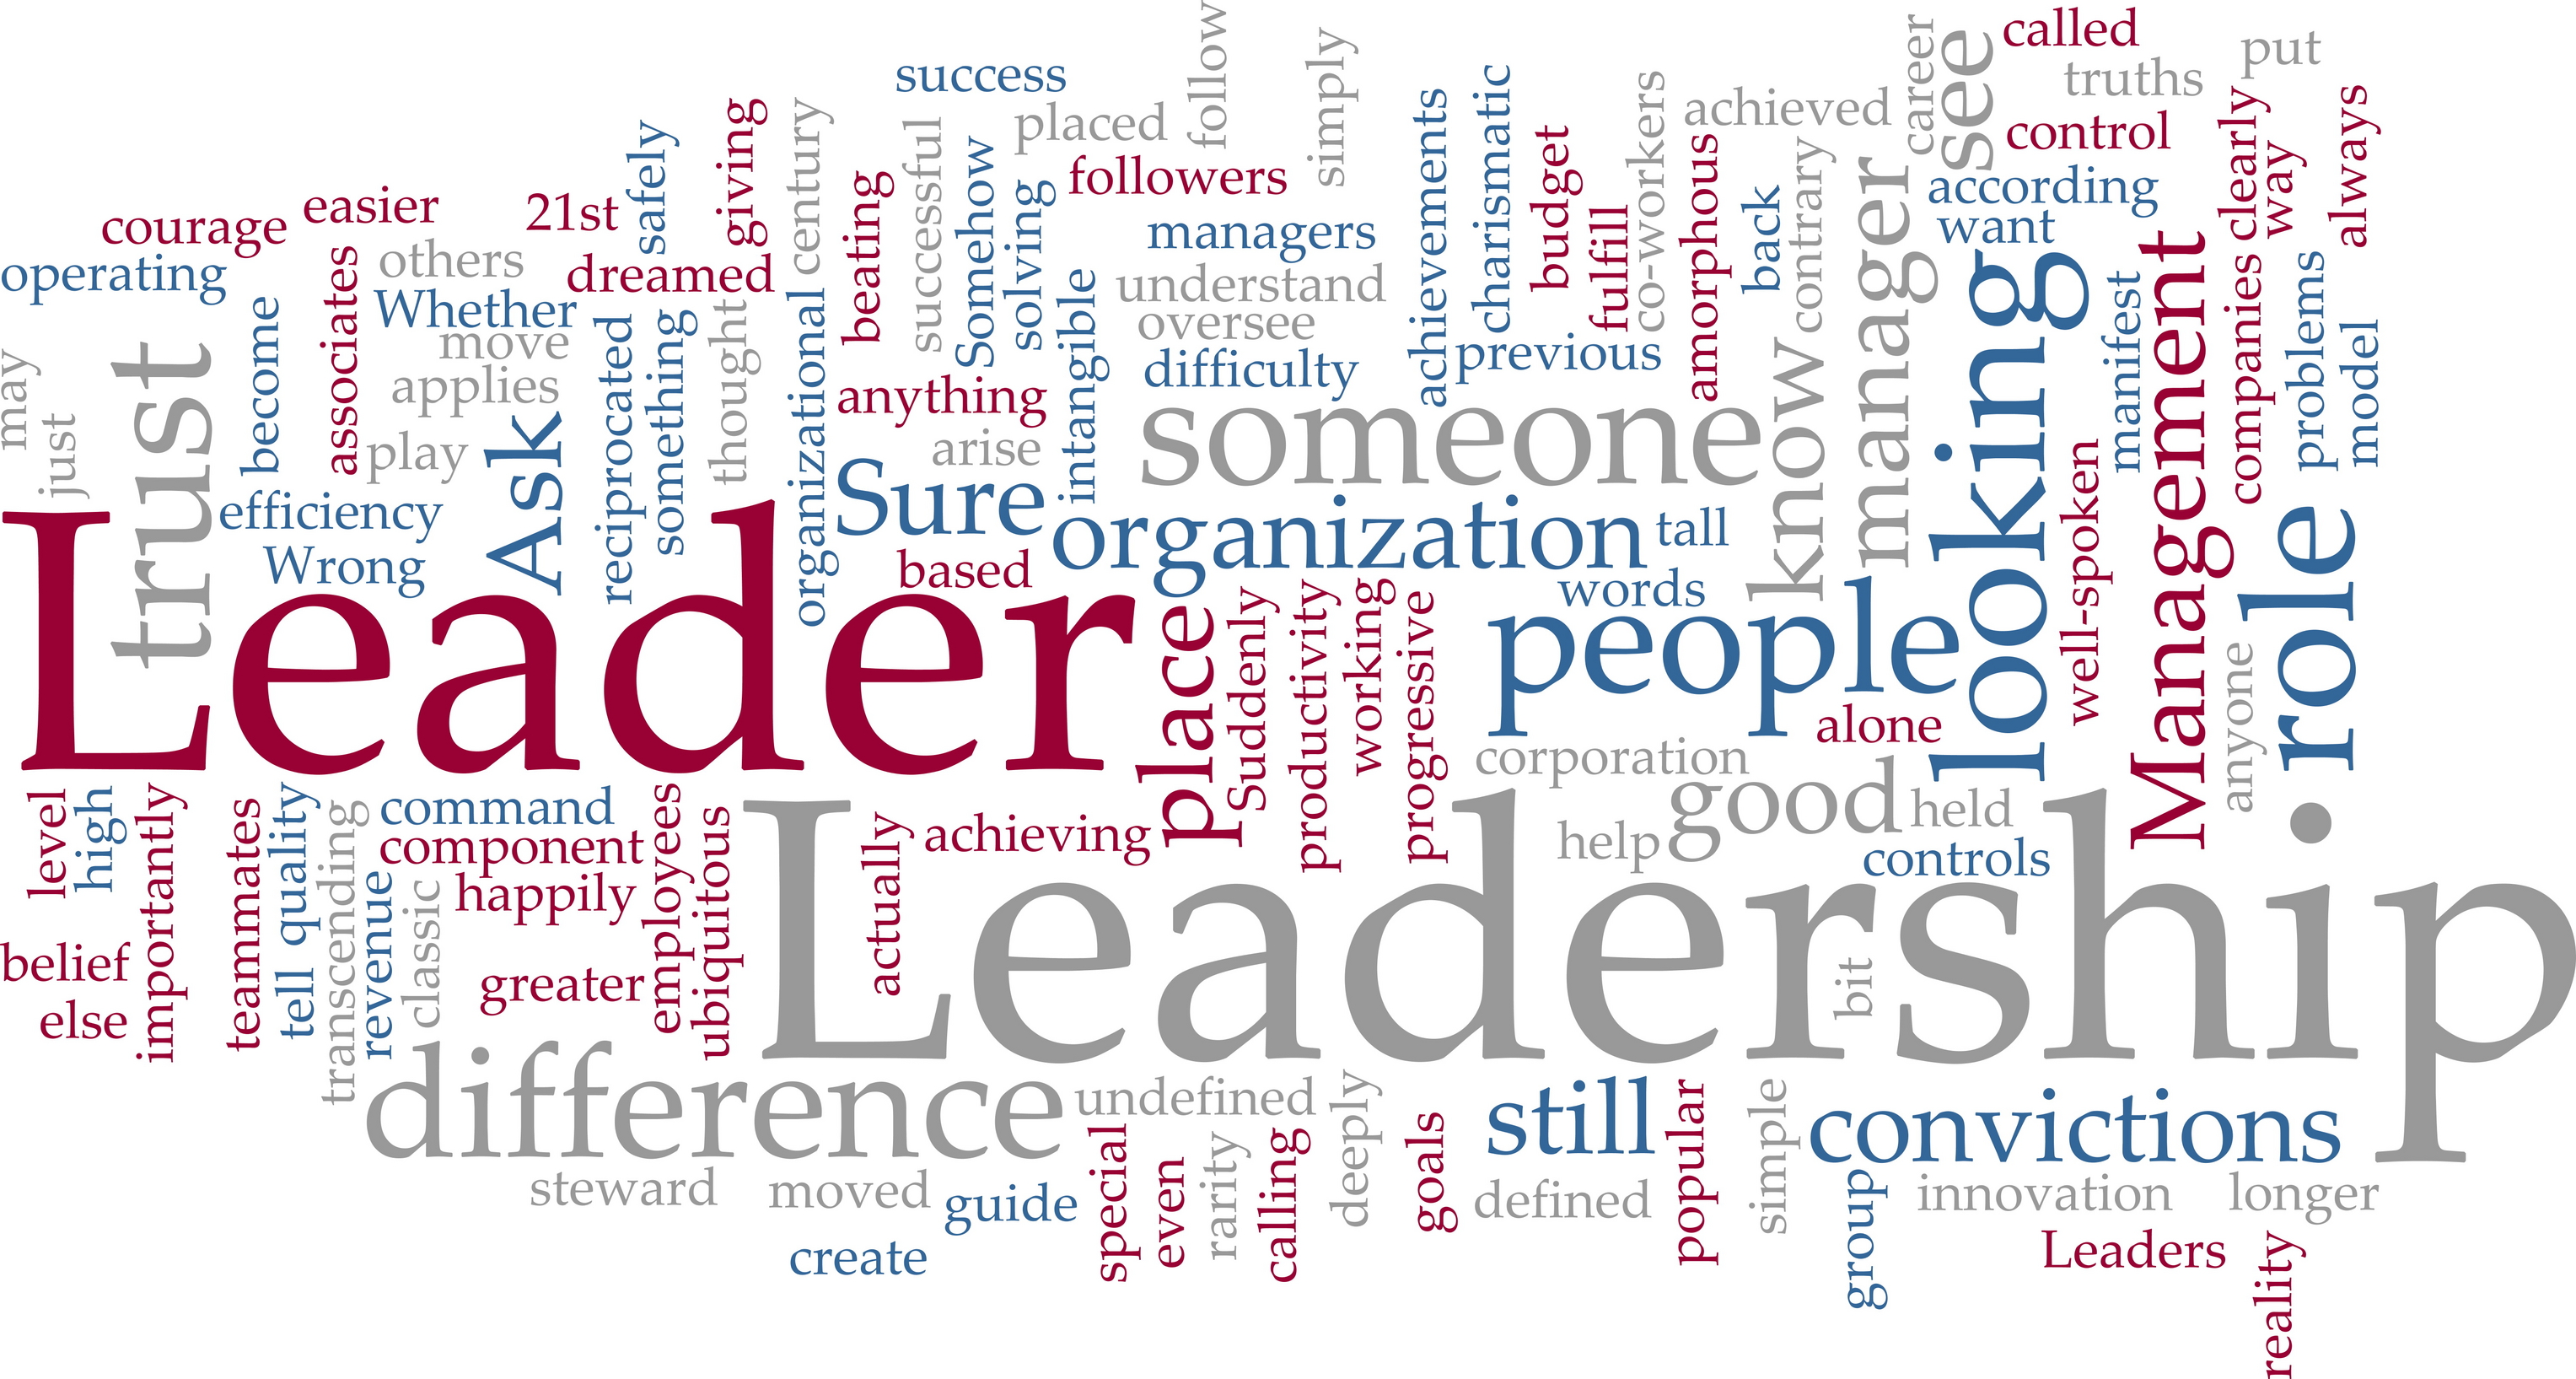 follow
called
put
career
see
simply
truths
success
charismatic
co-workers
achieved
clearly
always
achievements
giving
century
placed
control
successful
safely
budget
amorphous
contrary
way
Somehow
followers
manager
according
beating
solving
easier
21st
back
courage
managers
fulfill
want
Management
associates
others
dreamed
looking
companies
problems
operating
understand
intangible
manifest
become
Whether
organizational
oversee
reciprocated
something
thought
move
difficulty
previous
know
model
trust
may
applies
anything
someone
just
play
Ask
arise
Sure
well-spoken
efficiency
organization
tall
role
Leader
Wrong
based
words
place
Suddenly
productivity
working
progressive
people
anyone
alone
corporation
good
level
high
importantly
teammates
quality
tell
transcending
command
employees
ubiquitous
Leadership
actually
achieving
help
held
component
controls
revenue
classic
happily
belief
greater
bit
else
difference
undefined
deeply
still
popular
simple
convictions
special
even
rarity
calling
goals
steward
moved
guide
defined
group
innovation
longer
create
Leaders
reality